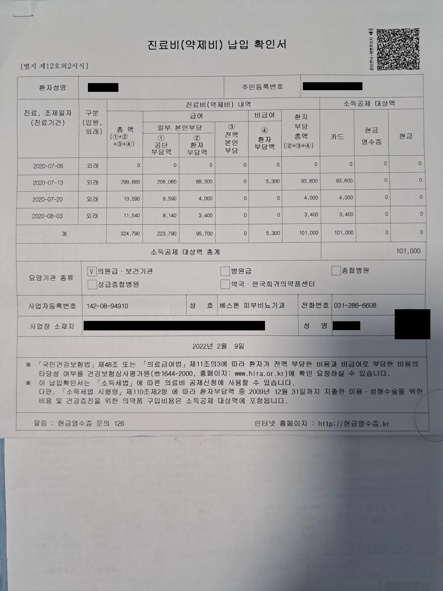 진료비(약제비) 납입 확인서
[별지 제12호의2서식]
환자성명 주민등록번호
진료, 조제일자 (진료기간) 구분 (입원, 외래) 진료비(약제비) 내역 소득공제 대상액
총 액 (①+② +③+④) 급여 비급여 환자 부담 총액 (②+③+④) 카드 현금 영수증 현금
일부 본인부담 ③ 전액 본인 부담 ④ 환자 부담액
① 공단 부담액 ② 환자 부담액
2020-07-06 외래 0 0 0 0 0 0 0 0 0
2020-07-13 외래 299,660 206,060 88,300 0 5,300 93,600 93,600 0 0
2020-07-20 외래 13,590 9,590 4,000 0 0 4,000 4,000 0 0
2020-08-03 외래 11,540 8,140 3,400 0 0 3,400 3,400 0 0
계 324,790 223,790 95,700 0 5,300 101,000 101,000 0 0
소득공제 대상액 총계 101,000
요양기관 종류 V 의원급·보건기관 병원급 종합병원
상급종합병원 약국·한국희귀의약품센터
사업자등록번호 142-08-94910 상 호 베스톤 피부비뇨기과 전화번호 031-286-6608
사업장 소재지 성 명
2022년 2월 9일
※ 「국민건강보험법」 제48조 또는 「의료급여법」 제11조의3에 따라 환자가 전액 부담한 비용과 비급여로 부담한 비용의
타당성 여부를 건강보험심사평가원(☎1644-2000, 홈페이지: www.hira.or.kr)에 확인 요청하실 수 있습니다.
※ 이 납입확인서는 「소득세법」에 따른 의료비 공제신청에 사용할 수 있습니다.
다만, 「소득세법 시행령」 제110조제2항 에 따라 환자부담액 중 2009년 12월 31일까지 지출한 미용·성형수술을 위한
비용 및 건강증진을 위한 의약품 구입비용은 소득공제 대상액에 포함됩니다.
알림 : 현금영수증 문의 126 인터넷 홈페이지 : http://현금영수증.kr